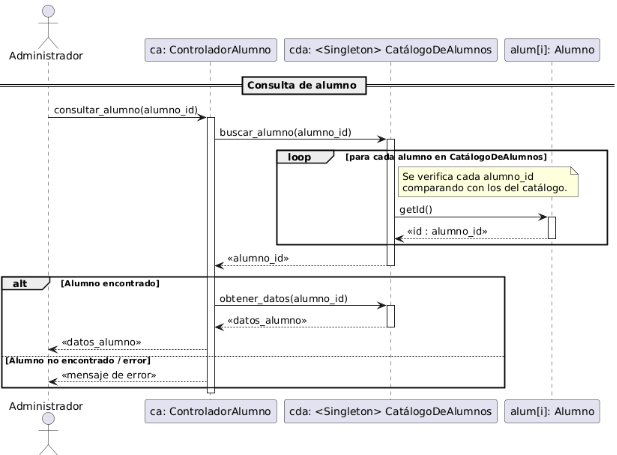 Administrador
ca: ControladorAlumno
cda: <Singleton> CatálogoDeAlumnos
alum[i]: Alumno
Consulta de alumno
consultar_alumno(alumno_id)
buscar_alumno(alumno_id)
loop
[para cada alumno en CatálogoDeAlumnos]
Se verifica cada alumno_id
comparando con los del catálogo.
getId()
«id : alumno_id»
«alumno_id»
alt
[Alumno encontrado]
obtener_datos(alumno_id)
«datos_alumno»
«datos_alumno»
[Alumno no encontrado / error]
«mensaje de error»
Administrador
ca: ControladorAlumno
cda: <Singleton> CatálogoDeAlumnos
alum[i]: Alumno